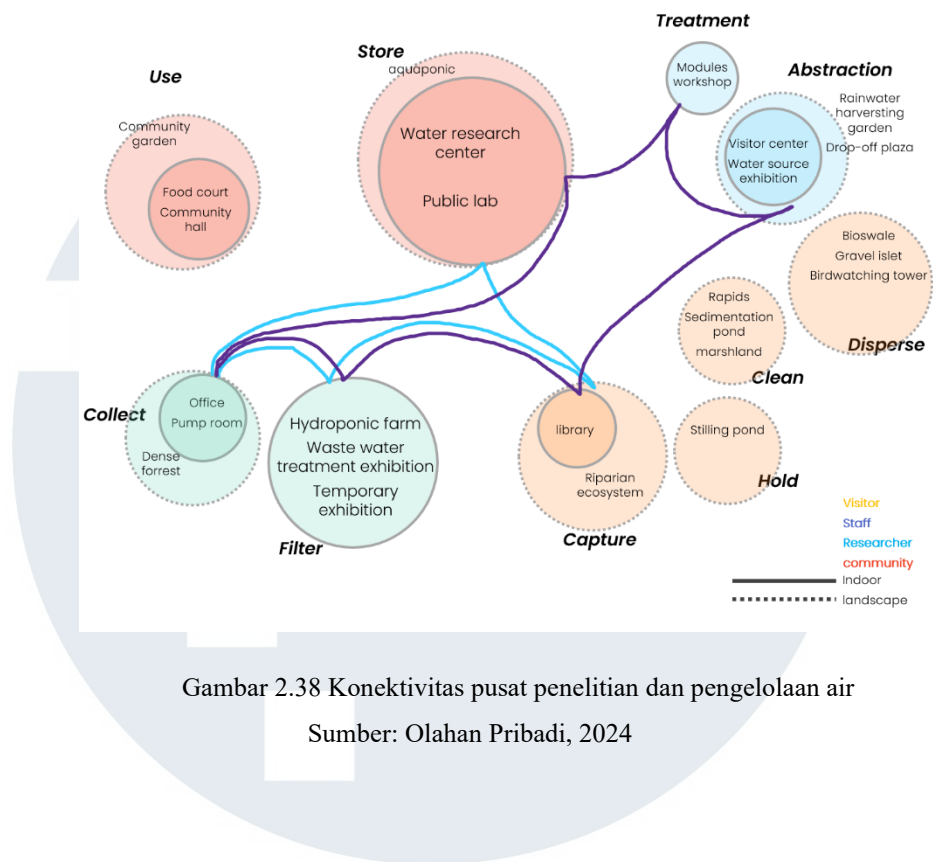 Treatment
Store
aquaponic
Use
Modules
workshop
Abstraction
Rainwater
harversting
garden
Drop-off plaza
Community
garden
Water research
center
Visitor center
Water source
exhibition
Food court
Community
hall
Public lab
Bioswale
Gravel islet
Birdwatching tower
Rapids
Sedimentation
pond
marshland
Disperse
Clean
Collect
Office
Pump room
Dense
forrest
Hydroponic farm
Waste water
treatment exhibition
Temporary
exhibition
Filter
library
Riparian
ecosystem
Capture
Stilling pond
Hold
Visitor
Staff
Researcher
community
Indoor
landscape
Gambar 2.38 Konektivitas pusat penelitian dan pengelolaan air
Sumber: Olahan Pribadi, 2024